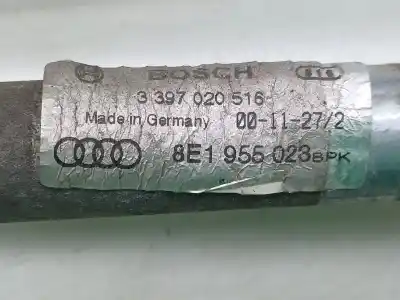 BOSCH
3 397 020 516
Made in Germany 00-11-27/2
8E1 955 023 BPK